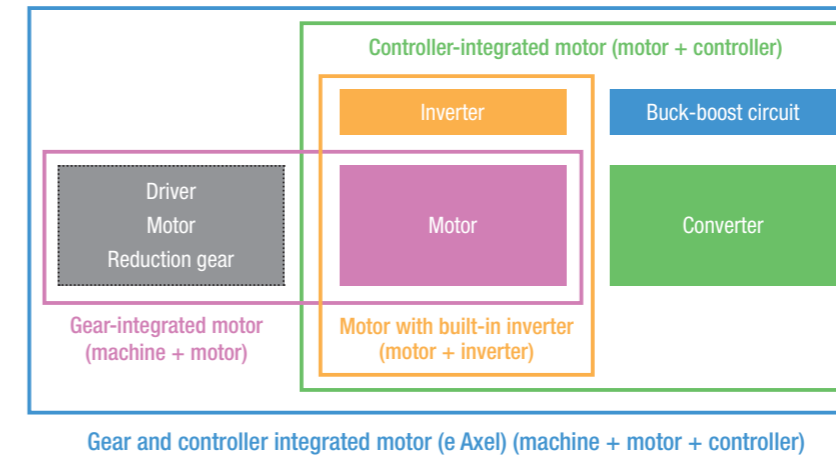 Controller-integrated motor (motor + controller)
Inverter
Buck-boost circuit
Driver
Motor
Reduction gear
Motor
Converter
Gear-integrated motor
(machine + motor)
Motor with built-in inverter
(motor + inverter)
Gear and controller integrated motor (e Axel) (machine + motor + controller)